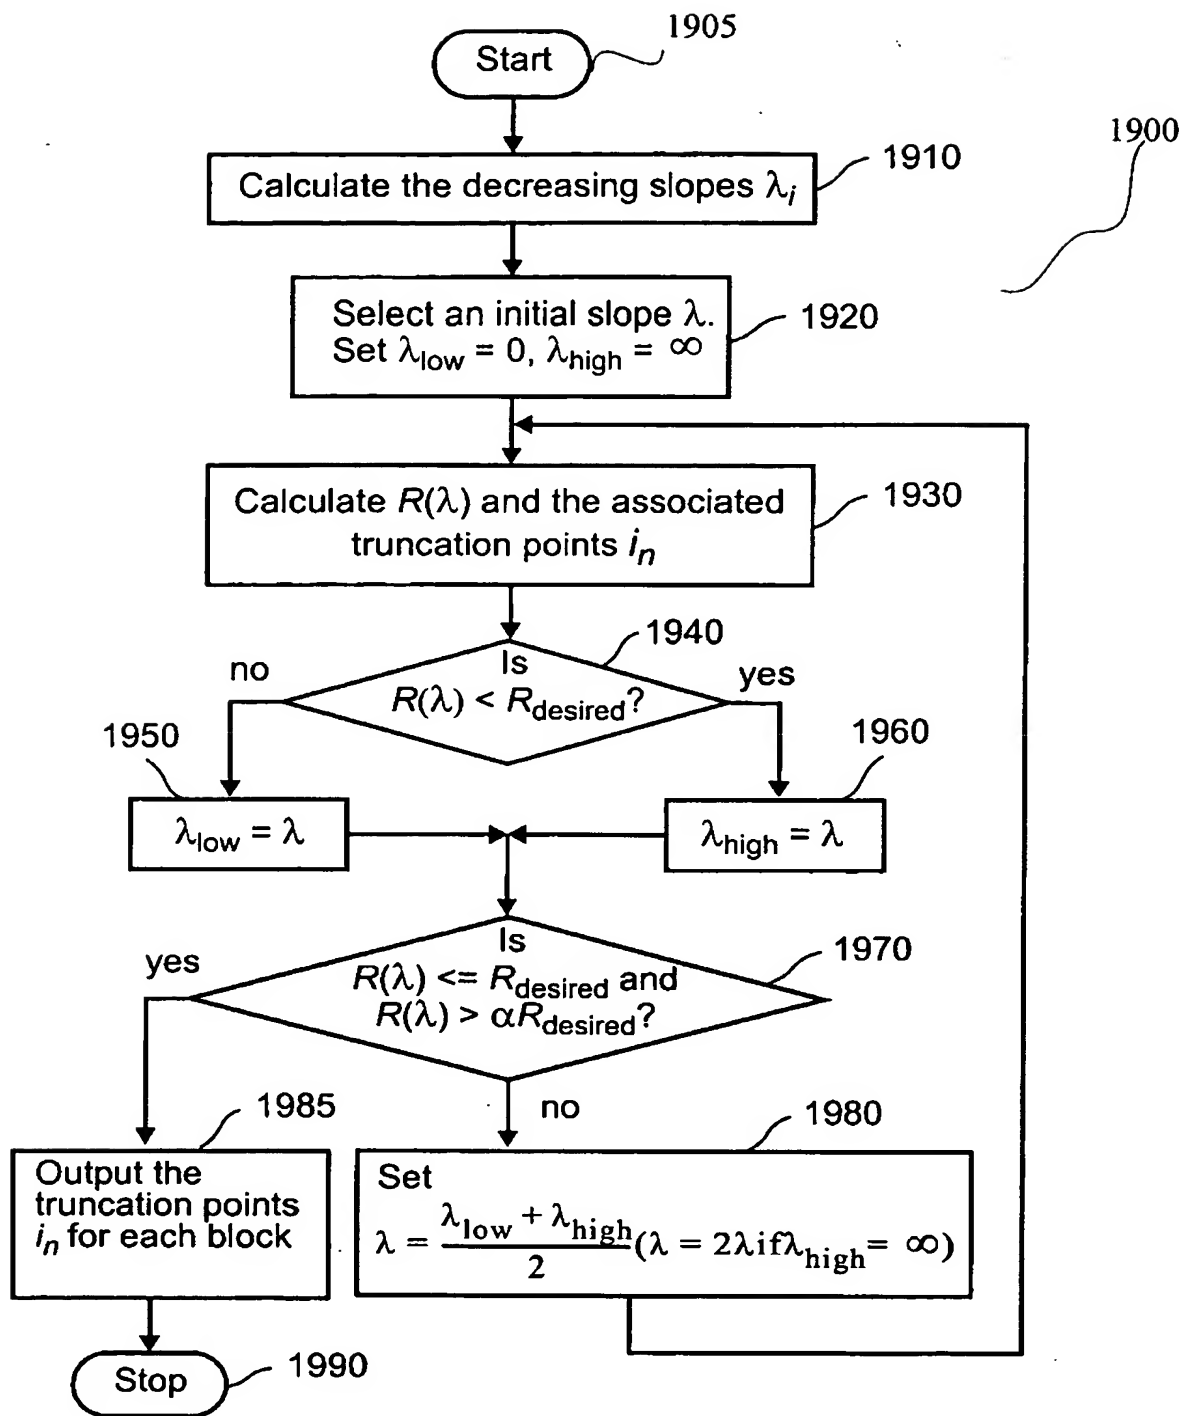 1905
Start
1900
1910
Calculate the decreasing slopes λi
Select an initial slope λ.
Set λlow = 0, λhigh = ∞
1920
Calculate R(λ) and the associated
truncation points in
1930
1940
Is
R(λ) < Rdesired?
no
yes
1950
1960
λlow = λ
λhigh = λ
Is
R(λ) <= Rdesired and
R(λ) > αRdesired?
1970
yes
no
1985
1980
Output the
truncation points
in for each block
Set
λ = (λlow + λhigh)/2 (λ = 2λifλhigh = ∞)
Stop
1990